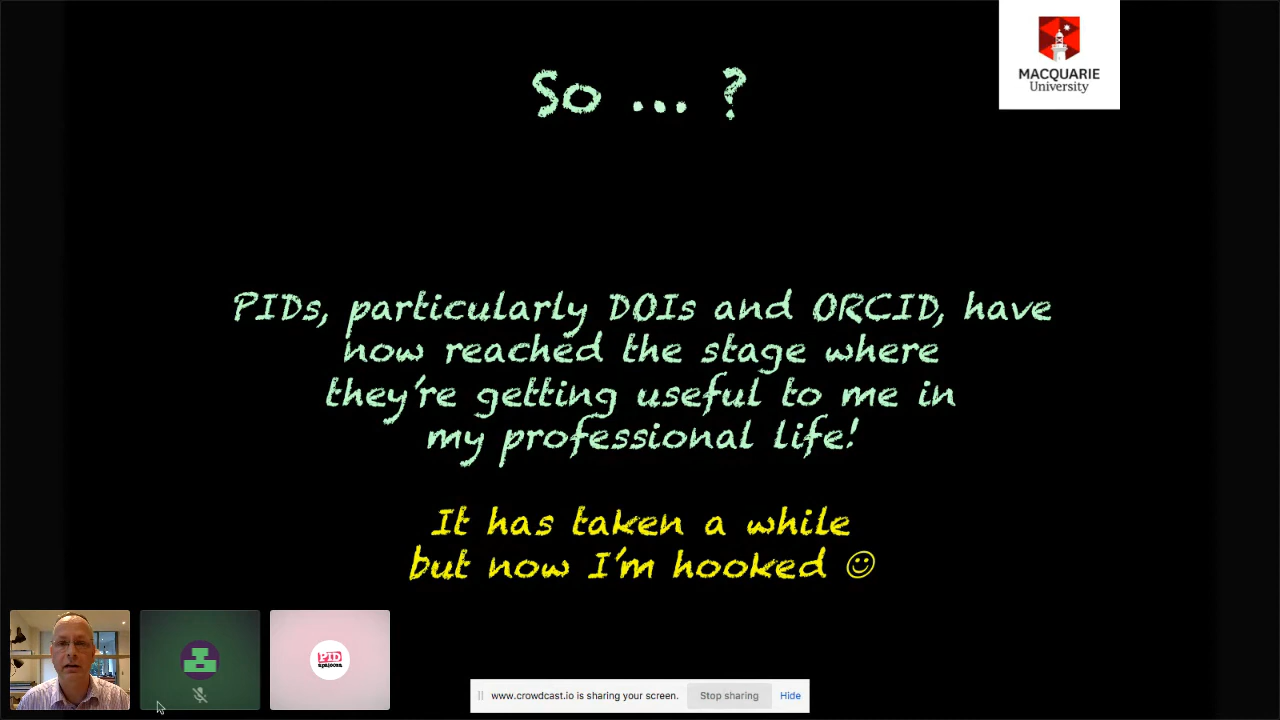 So ... ?
MACQUARIE
University
PIDs, particularly DOIs and ORCID, have
now reached the stage where
they're getting useful to me in
my professional life!
It has taken a while
but now I'm hooked ☺
PID
apalooza
www.crowdcast.io is sharing your screen.
Stop sharing
Hide